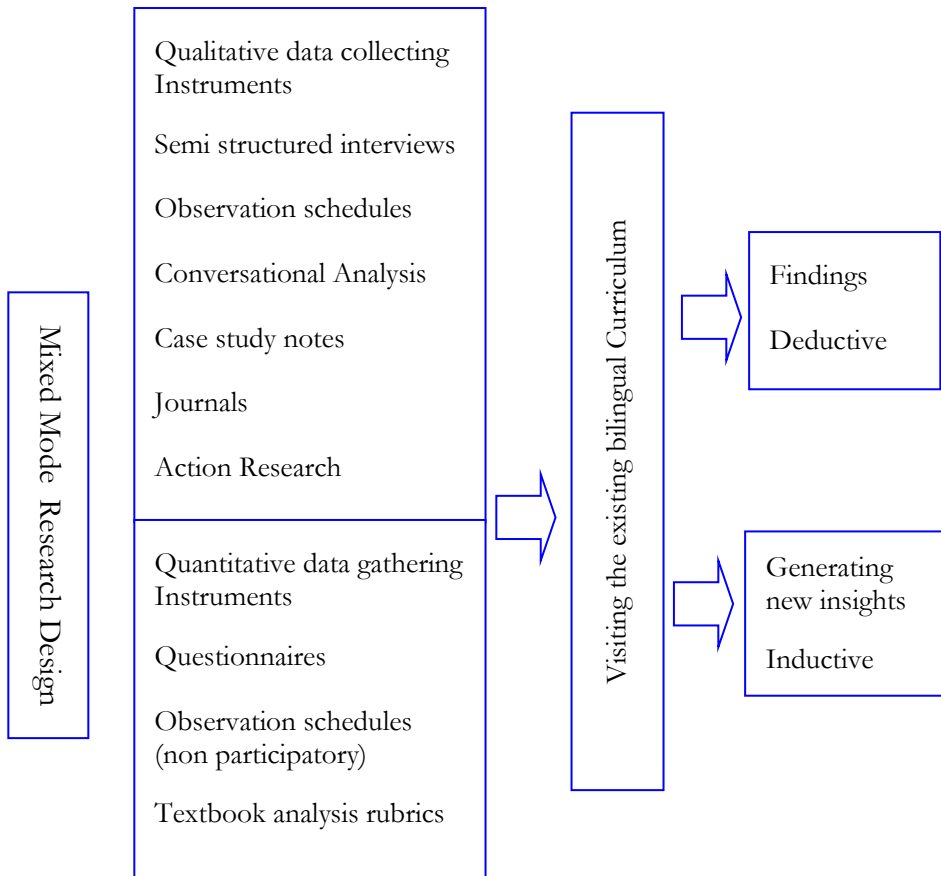 Mixed Mode Research Design
Qualitative data collecting
Instruments
Semi structured interviews
Observation schedules
Conversational Analysis
Case study notes
Journals
Action Research
Quantitative data gathering
Instruments
Questionnaires
Observation schedules
(non participatory)
Textbook analysis rubrics
Visiting the existing bilingual Curriculum
Findings
Deductive
Generating
new insights
Inductive